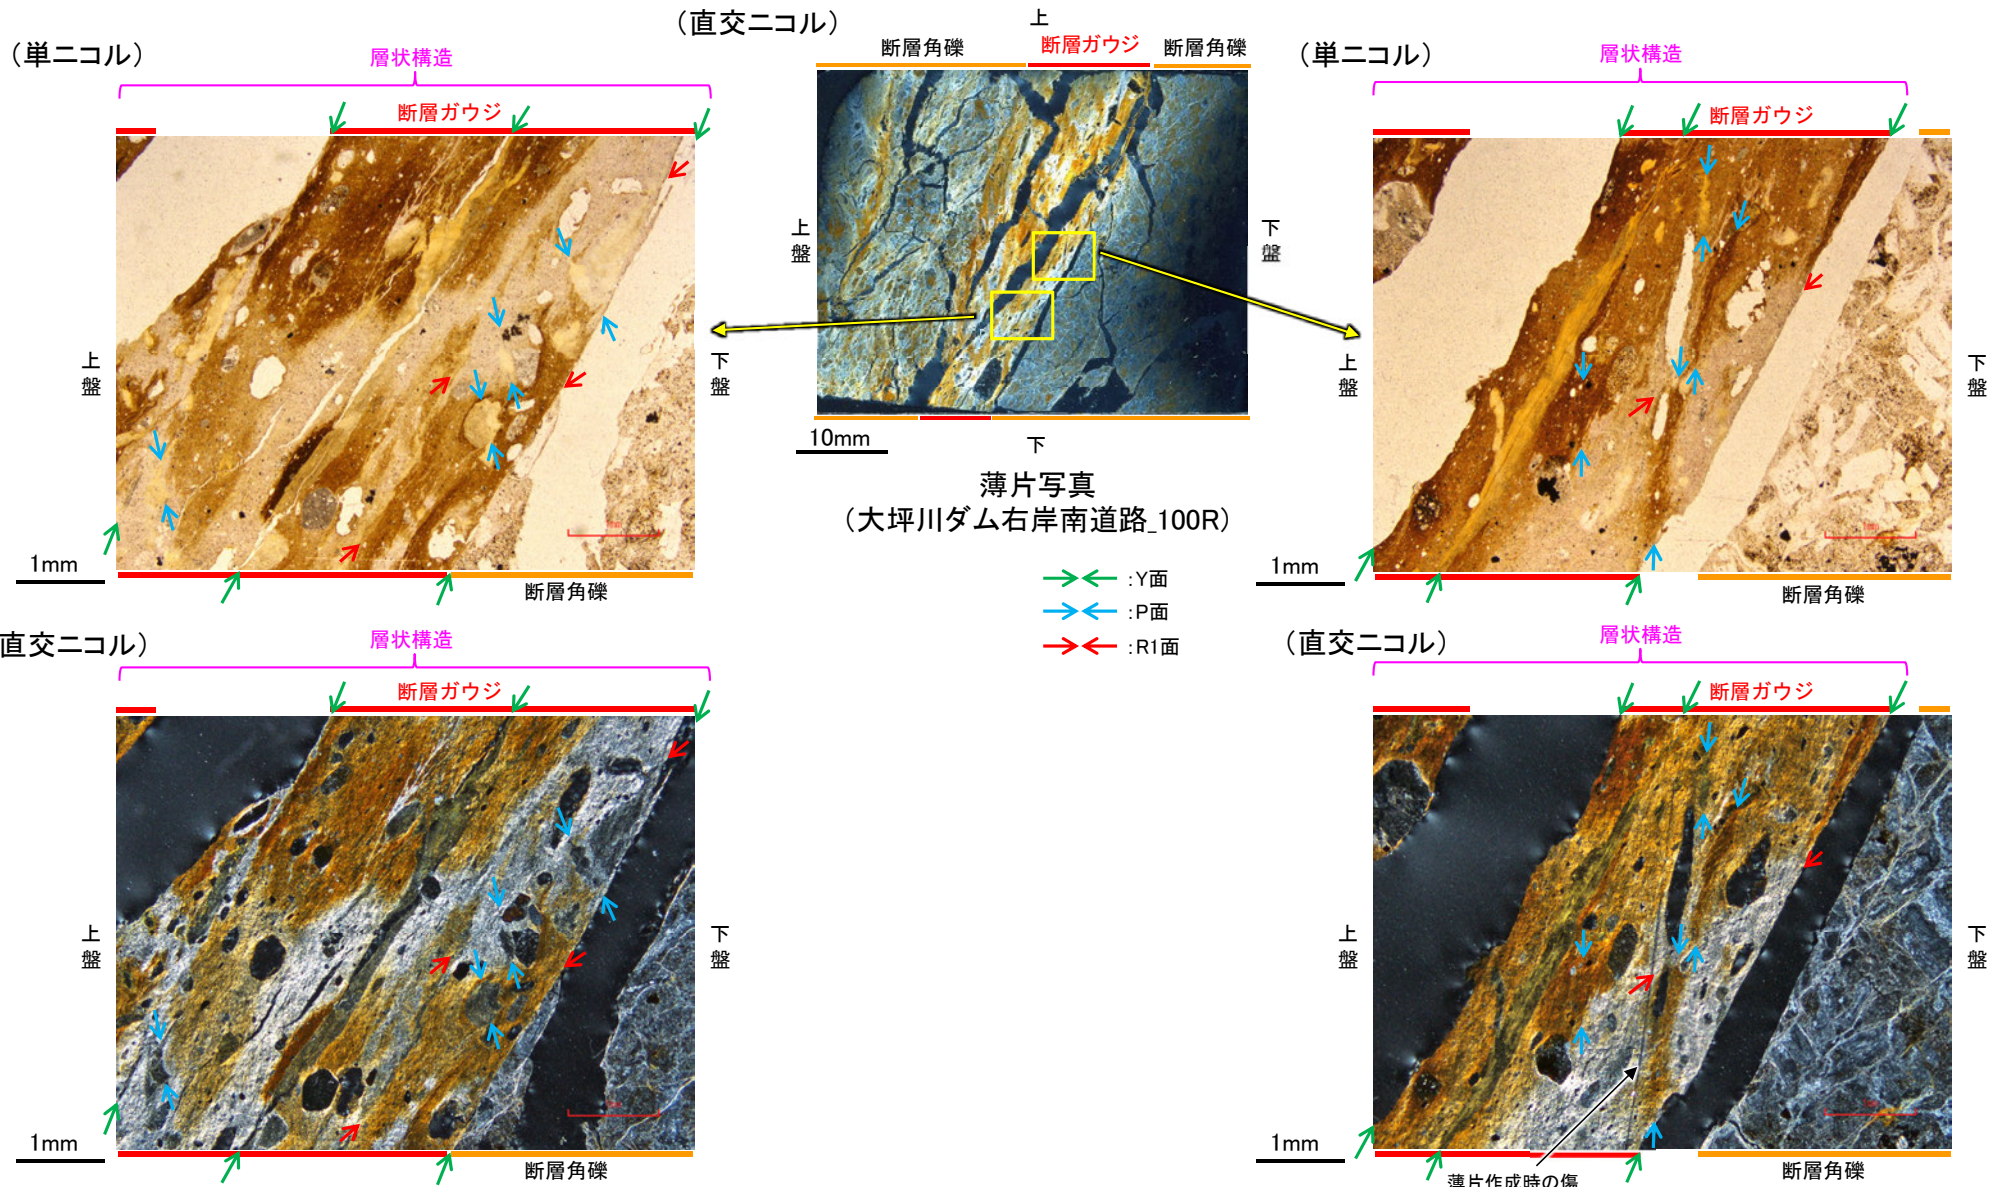 （直交ニコル）
上
断層角礫
断層ガウジ
断層角礫
上盤
下盤
10mm
下
薄片写真
（大坪川ダム右岸南道路_100R）
:Y面
:P面
:R1面
（単ニコル）
層状構造
断層ガウジ
上盤
下盤
1mm
断層角礫
（単ニコル）
層状構造
断層ガウジ
上盤
下盤
1mm
断層角礫
直交ニコル）
層状構造
断層ガウジ
上盤
下盤
1mm
断層角礫
（直交ニコル）
層状構造
断層ガウジ
上盤
下盤
1mm
断層角礫
薄片作成時の傷